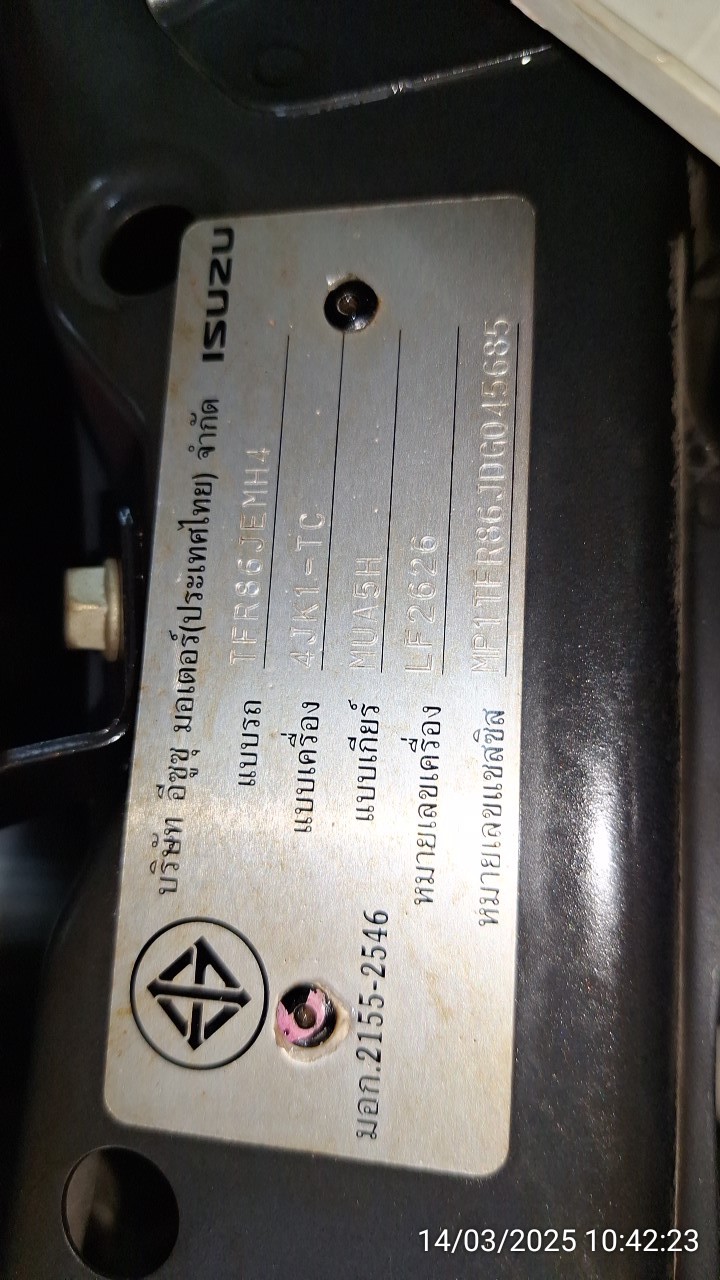 บริษัท อีซูซุ มอเตอร์(ประเทศไทย) จำกัด ISUZU
แบบรถ TFR86JEMH4
แบบเครื่อง 4JK1-TC
แบบเกียร์ MUA5H
หมายเลขเครื่อง LF2626
หมายเลขแชสซิส MP1TFR86JDG045685
มอก.2155-2546
14/03/2025 10:42:23